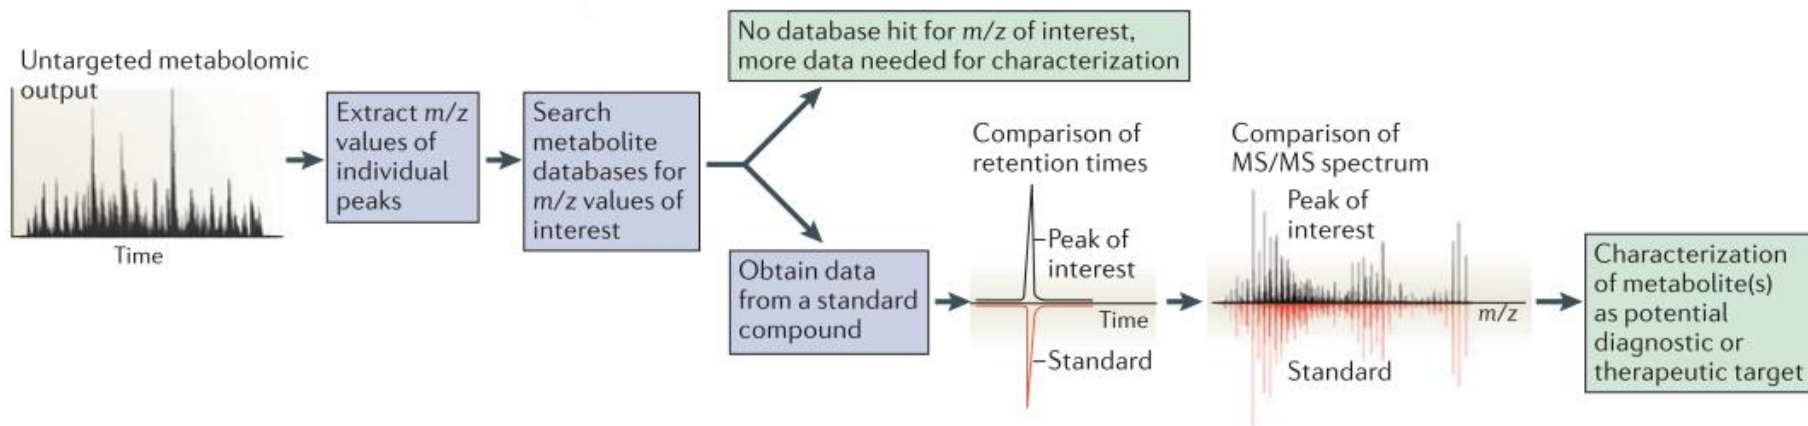 Untargeted metabolomic
output
Time
Extract m/z
values of
individual
peaks
Search
metabolite
databases for
m/z values of
interest
No database hit for m/z of interest,
more data needed for characterization
Obtain data
from a standard
compound
Comparison of
retention times
Peak of
interest
Time
Standard
Comparison of
MS/MS spectrum
Peak of
interest
m/z
Standard
Characterization
of metabolite(s)
as potential
diagnostic or
therapeutic target